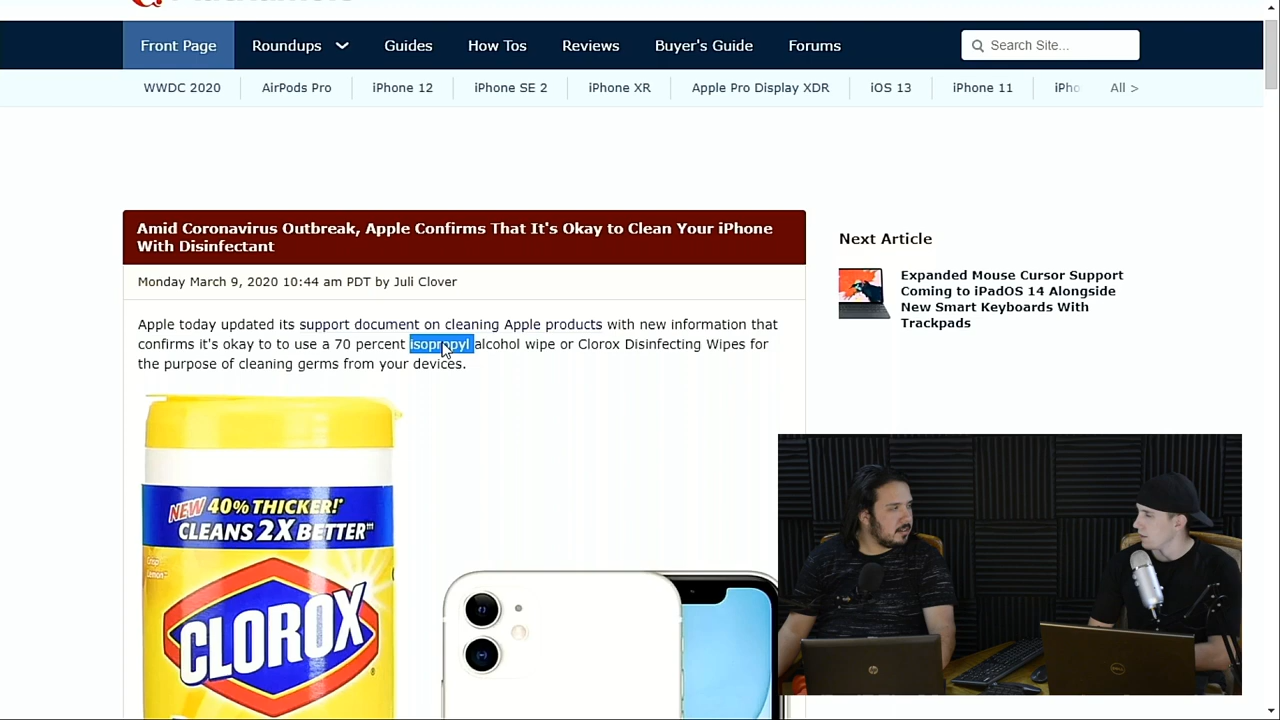 Front Page
Roundups
Guides
How Tos
Reviews
Buyer's Guide
Forums
Search Site...
WWDC 2020
AirPods Pro
iPhone 12
iPhone SE 2
iPhone XR
Apple Pro Display XDR
iOS 13
iPhone 11
iPho
All >
Amid Coronavirus Outbreak, Apple Confirms That It's Okay to Clean Your iPhone
With Disinfectant
Monday March 9, 2020 10:44 am PDT by Juli Clover
Apple today updated its support document on cleaning Apple products with new information that
confirms it's okay to to use a 70 percent isopropyl alcohol wipe or Clorox Disinfecting Wipes for
the purpose of cleaning germs from your devices.
Next Article
Expanded Mouse Cursor Support
Coming to iPadOS 14 Alongside
New Smart Keyboards With
Trackpads
NEW 40% THICKER!*
CLEANS 2X BETTER††
Crisp
Lemon
CLOROX